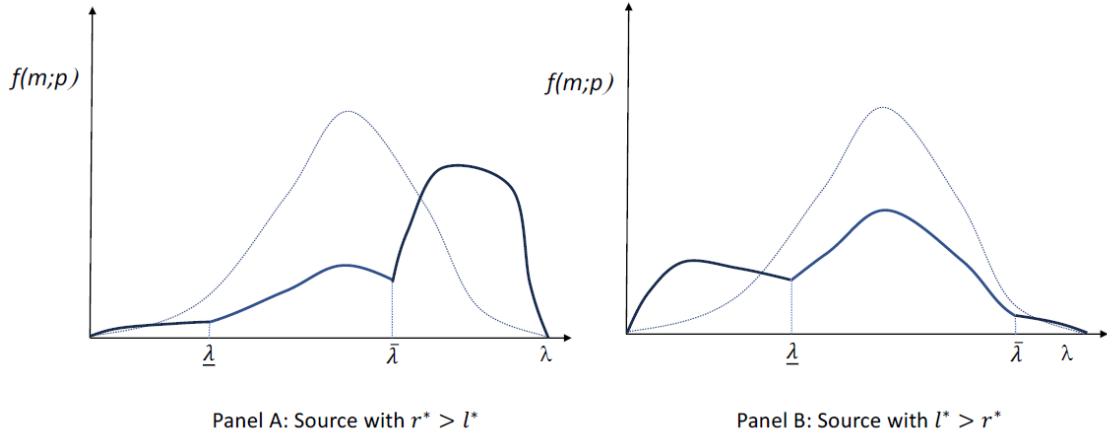 f(m;p)
f(m;p)
λ̲
λ̄
λ
λ̲
λ̄
λ
Panel A: Source with r* > l*
Panel B: Source with l* > r*